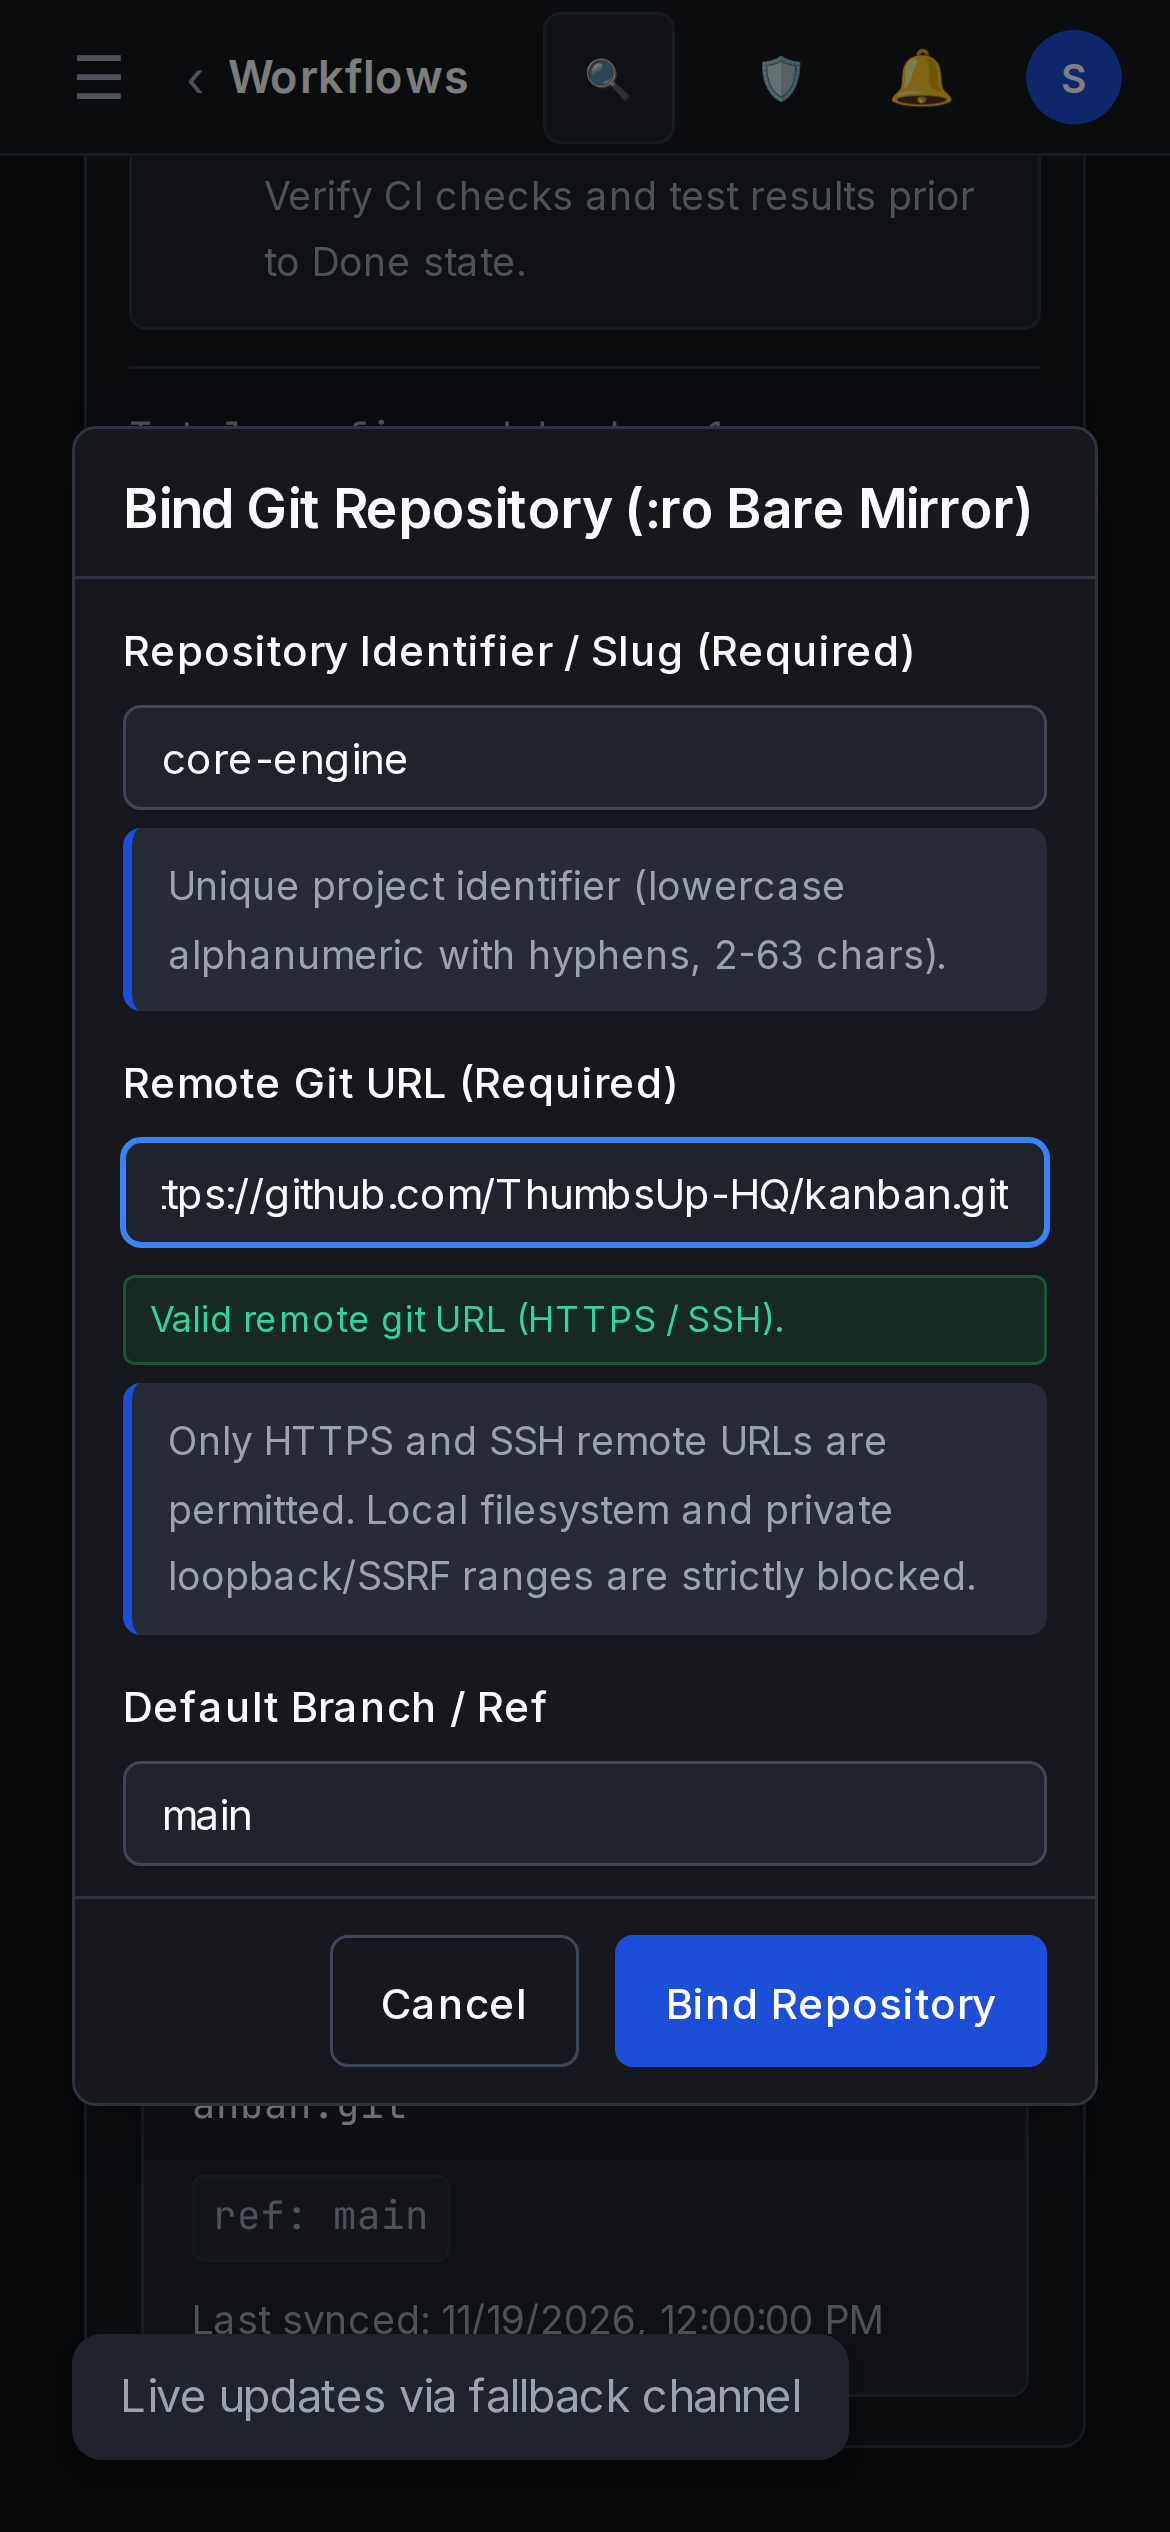 Workflows
S
Verify CI checks and test results prior
to Done state.
Bind Git Repository (:ro Bare Mirror)
Repository Identifier / Slug (Required)
core-engine
Unique project identifier (lowercase
alphanumeric with hyphens, 2-63 chars).
Remote Git URL (Required)
tps://github.com/ThumbsUp-HQ/kanban.git
Valid remote git URL (HTTPS / SSH).
Only HTTPS and SSH remote URLs are
permitted. Local filesystem and private
loopback/SSRF ranges are strictly blocked.
Default Branch / Ref
main
Cancel
Bind Repository
anban.git
ref: main
Last synced: 11/19/2026, 12:00:00 PM
Live updates via fallback channel